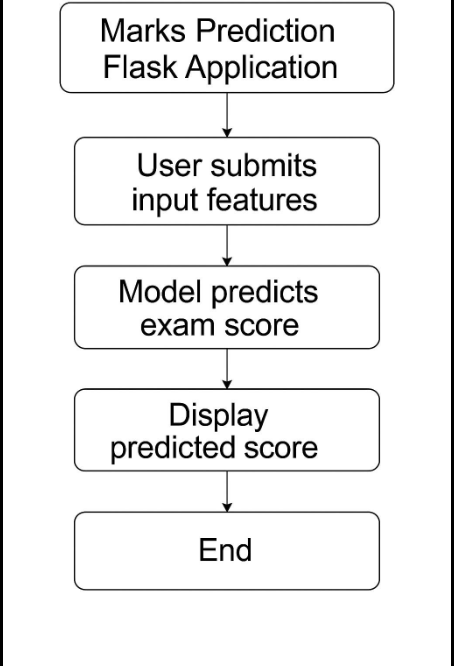 Marks Prediction
Flask Application
User submits
input features
Model predicts
exam score
Display
predicted score
End